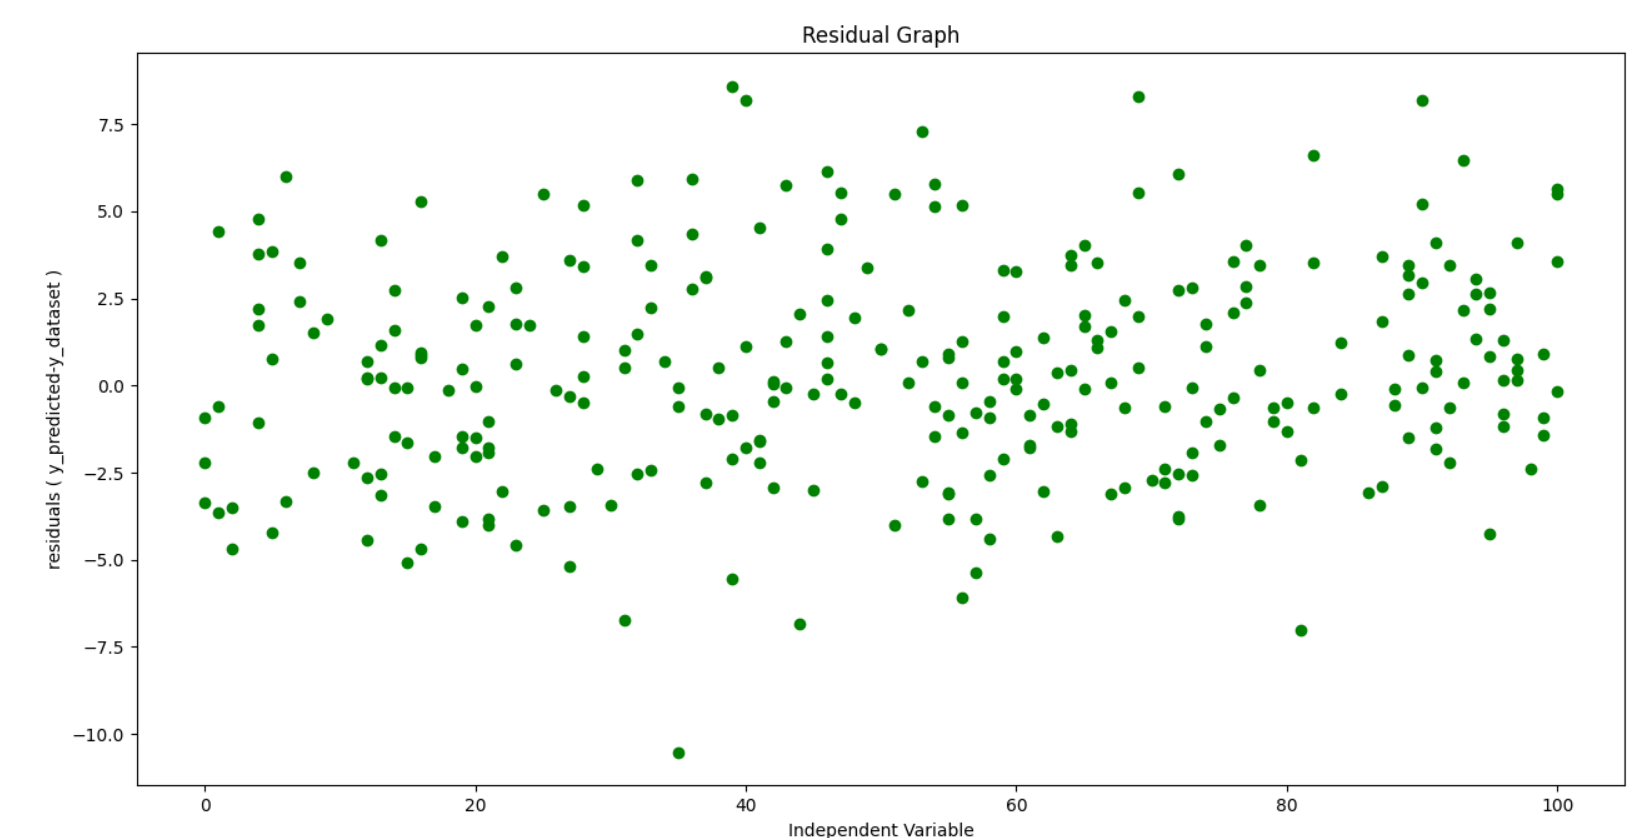 Residual Graph
residuals ( y_predicted-y_dataset )
7.5
5.0
2.5
0.0
−2.5
−5.0
−7.5
−10.0
0 20 40 60 80 100
Independent Variable